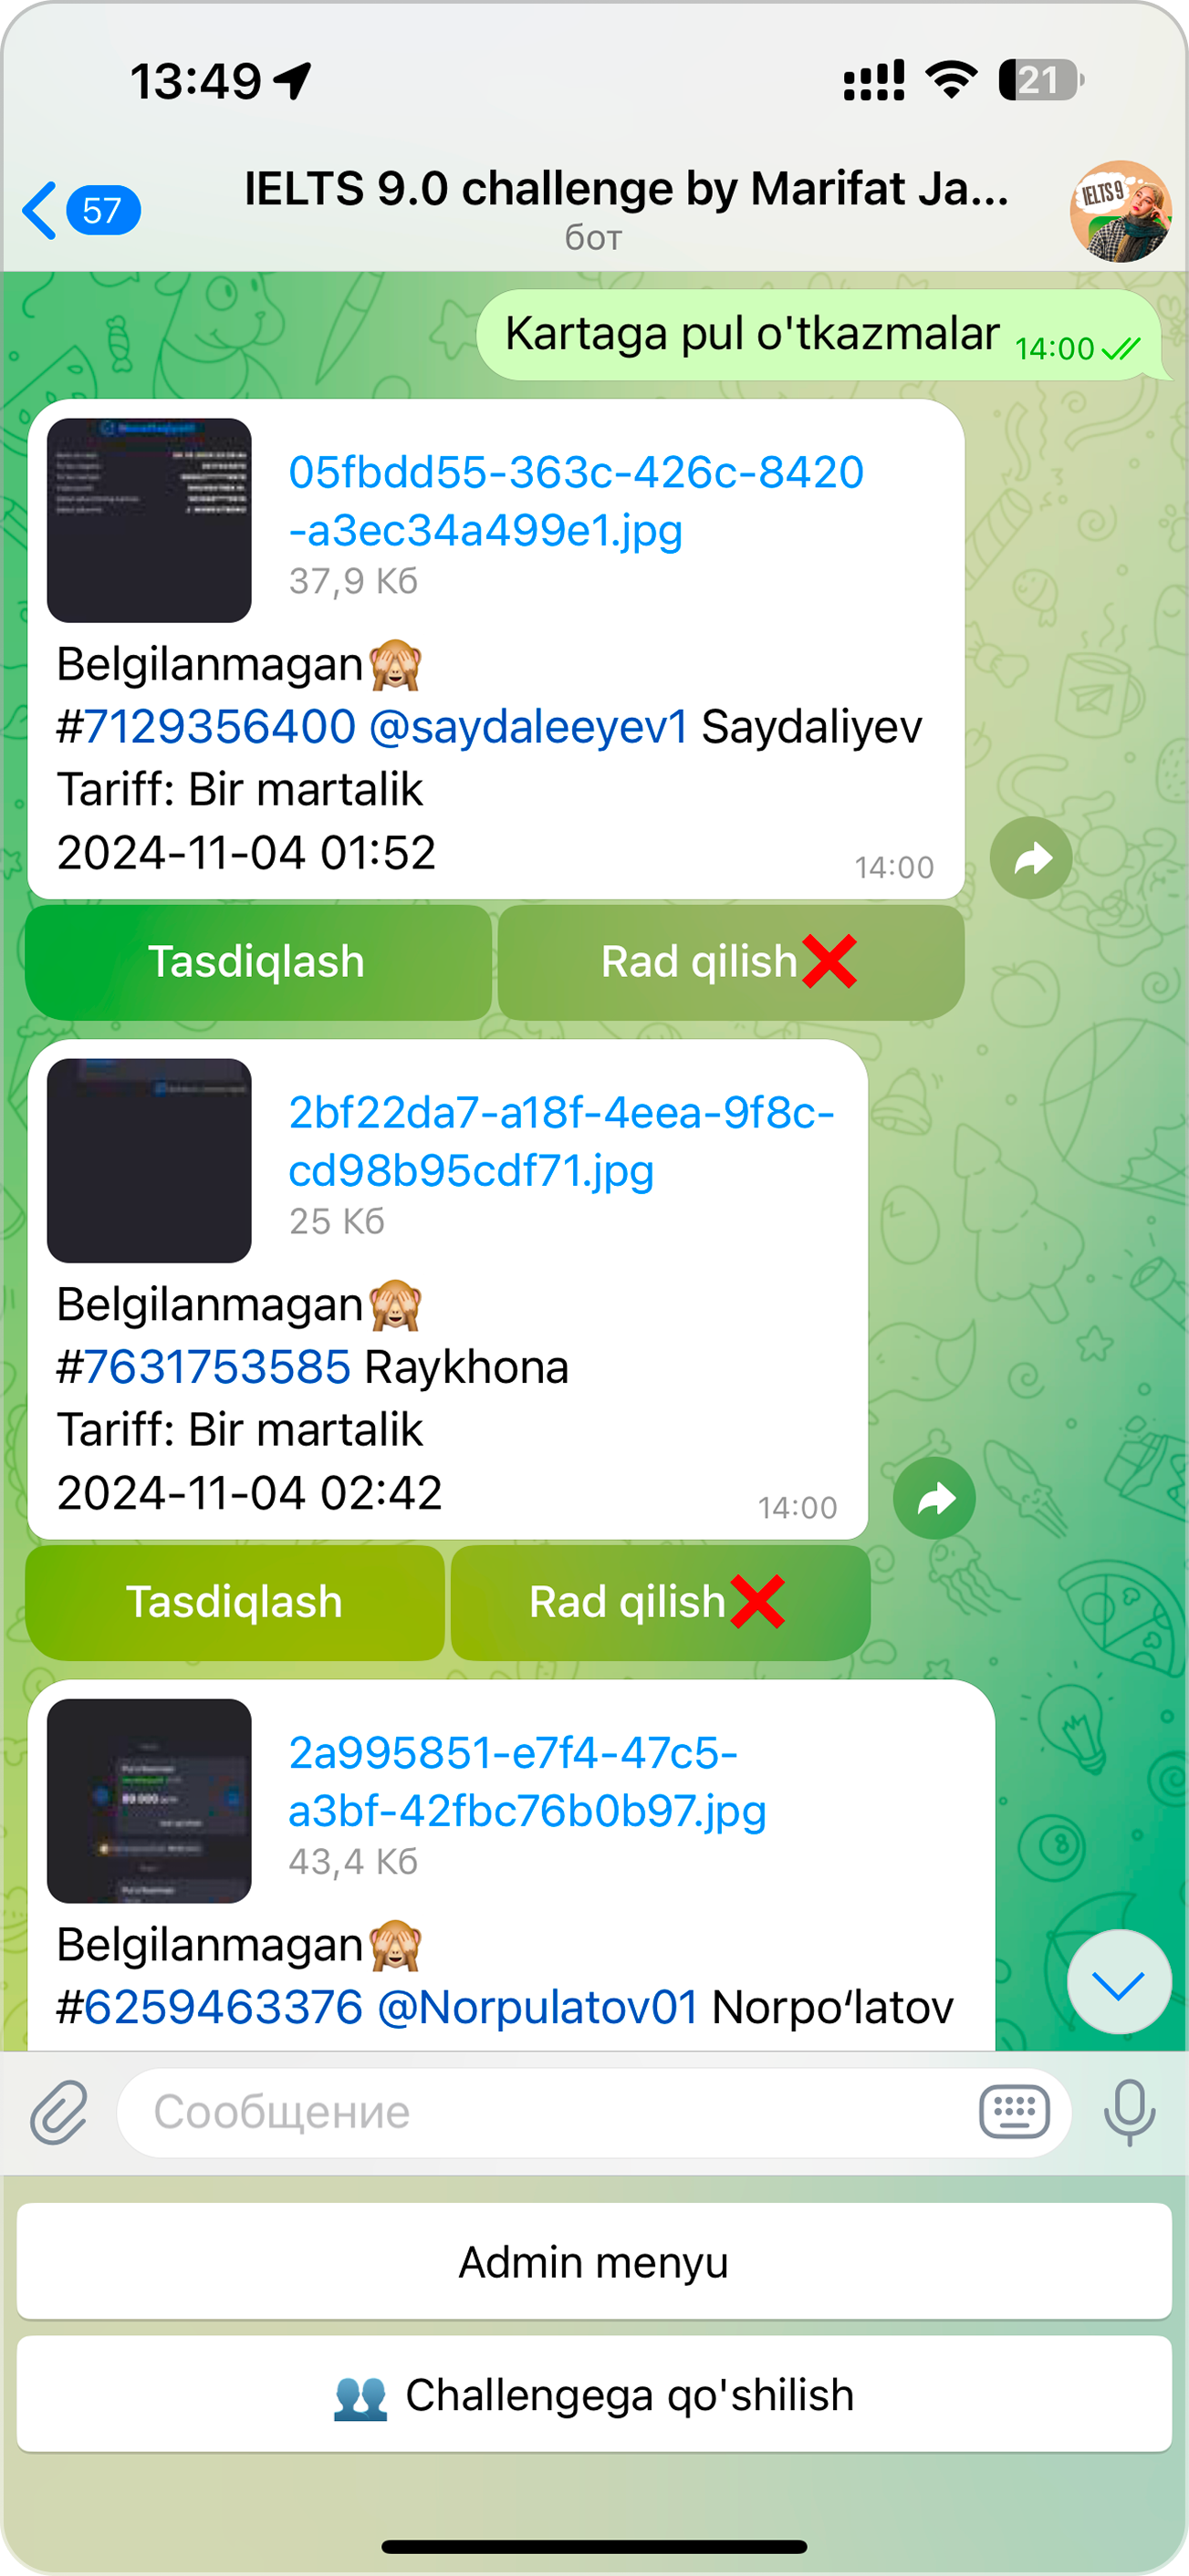 13:49
21
57
IELTS 9.0 challenge by Marifat Ja...
бот
IELTS 9
Kartaga pul o'tkazmalar 14:00
05fbdd55-363c-426c-8420
-a3ec34a499e1.jpg
37,9 Кб
Belgilanmagan🙈
#7129356400 @saydaleeyev1 Saydaliyev
Tariff: Bir martalik
2024-11-04 01:52
14:00
Tasdiqlash
Rad qilish❌
2bf22da7-a18f-4eea-9f8c-
cd98b95cdf71.jpg
25 Кб
Belgilanmagan🙈
#7631753585 Raykhona
Tariff: Bir martalik
2024-11-04 02:42
14:00
Tasdiqlash
Rad qilish❌
2a995851-e7f4-47c5-
a3bf-42fbc76b0b97.jpg
43,4 Кб
Belgilanmagan🙈
#6259463376 @Norpulatov01 Norpo‘latov
Сообщение
Admin menyu
👥 Challengega qo'shilish